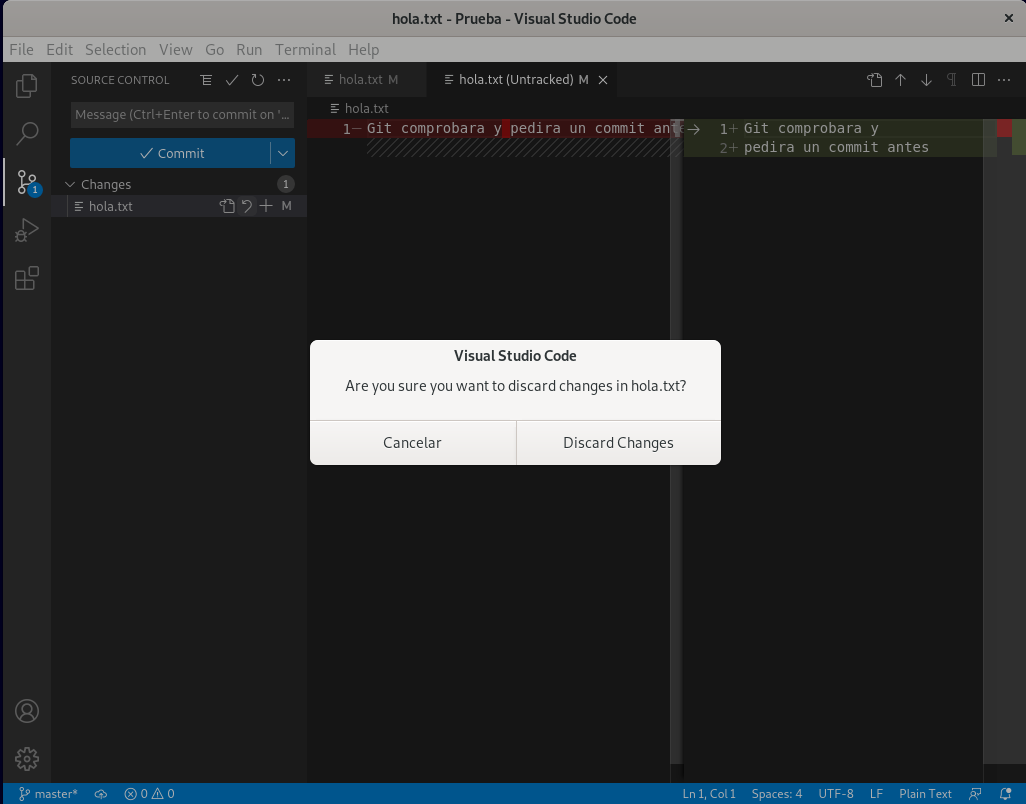 hola.txt - Prueba - Visual Studio Code
File Edit Selection View Go Run Terminal Help
SOURCE CONTROL
hola.txt M
hola.txt (Untracked) M
Message (Ctrl+Enter to commit on '...
Commit
Changes 1
hola.txt M
1
hola.txt
1 — Git comprobara y pedira un commit ante
1+ Git comprobara y
2+ pedira un commit antes
Visual Studio Code
Are you sure you want to discard changes in hola.txt?
Cancelar
Discard Changes
master* 0 0 Ln 1, Col 1 Spaces: 4 UTF-8 LF Plain Text